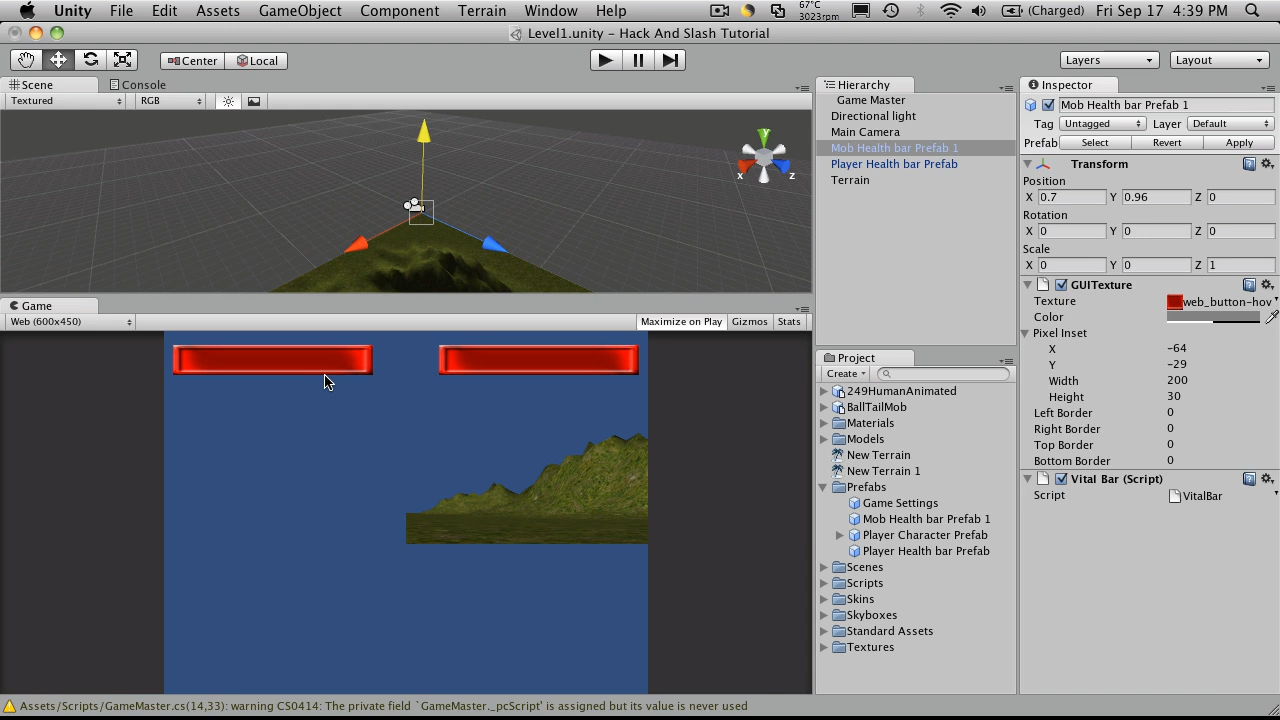 Unity File Edit Assets GameObject Component Terrain Window Help 67°C 3023rpm (Charged) Fri Sep 17 4:39 PM
Level1.unity - Hack And Slash Tutorial
Center Local Layers Layout
Scene Console
Textured RGB
y x z
Game
Web (600x450) Maximize on Play Gizmos Stats
Hierarchy
Game Master
Directional light
Main Camera
Mob Health bar Prefab 1
Player Health bar Prefab
Terrain
Project
Create
249HumanAnimated
BallTailMob
Materials
Models
New Terrain
New Terrain 1
Prefabs
Game Settings
Mob Health bar Prefab 1
Player Character Prefab
Player Health bar Prefab
Scenes
Scripts
Skins
Skyboxes
Standard Assets
Textures
Inspector
Mob Health bar Prefab 1
Tag Untagged Layer Default
Prefab Select Revert Apply
Transform
Position
X 0.7 Y 0.96 Z 0
Rotation
X 0 Y 0 Z 0
Scale
X 0 Y 0 Z 1
GUITexture
Texture web_button-hov
Color
Pixel Inset
X -64
Y -29
Width 200
Height 30
Left Border 0
Right Border 0
Top Border 0
Bottom Border 0
Vital Bar (Script)
Script VitalBar
Assets/Scripts/GameMaster.cs(14,33): warning CS0414: The private field `GameMaster._pcScript' is assigned but its value is never used